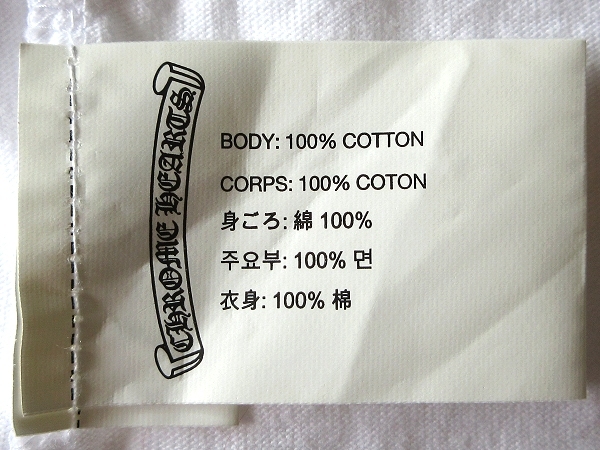 CHROME HEARTS
BODY: 100% COTTON
CORPS: 100% COTON
身ごろ: 綿 100%
주요부: 100% 면
衣身: 100% 棉